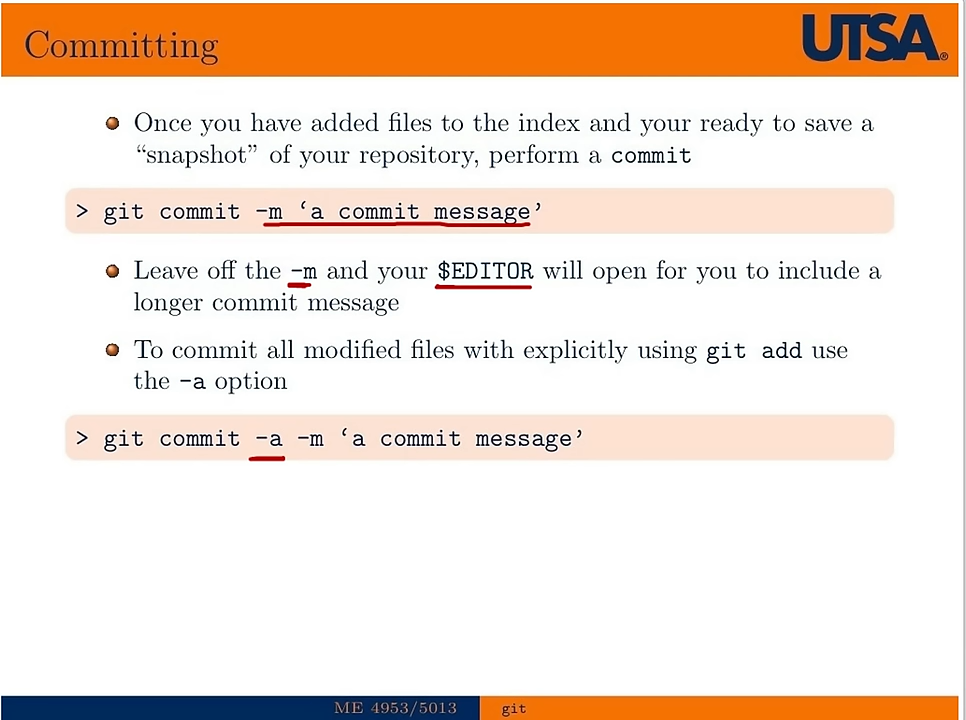 Committing
UTSA®
Once you have added files to the index and your ready to save a
“snapshot” of your repository, perform a commit
> git commit -m ‘a commit message’
Leave off the -m and your $EDITOR will open for you to include a
longer commit message
To commit all modified files with explicitly using git add use
the -a option
> git commit -a -m ‘a commit message’
ME 4953/5013
git